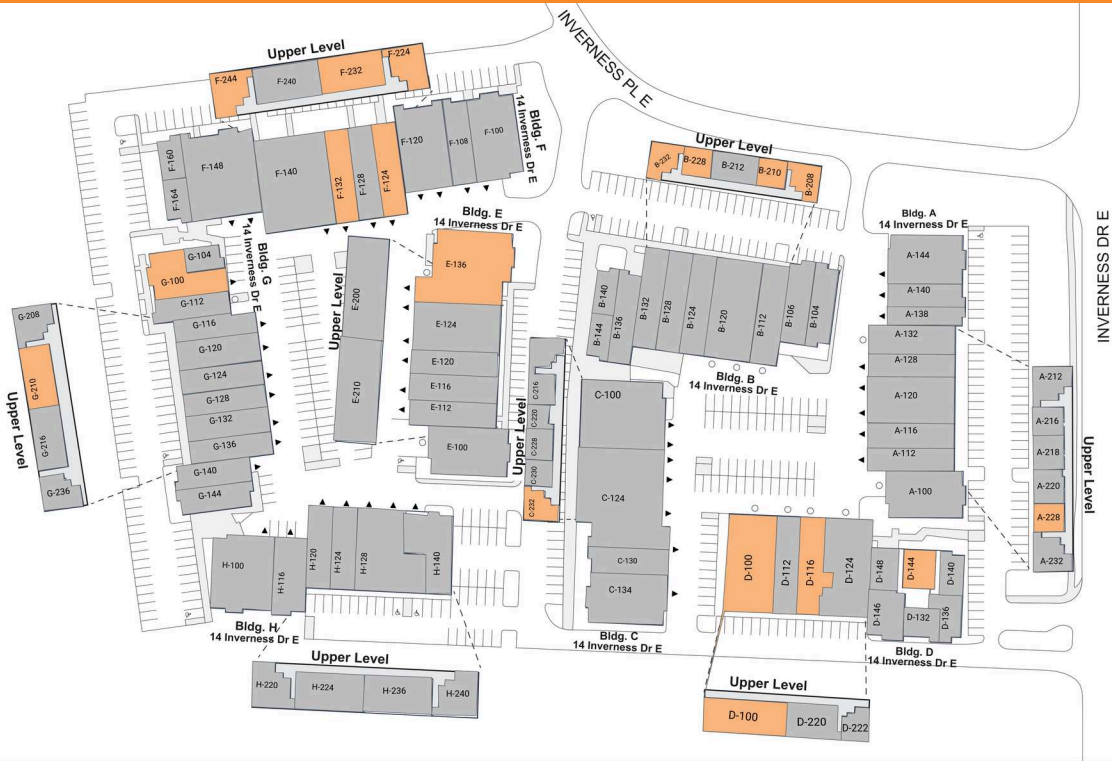 INVERNESS PL E
INVERNESS DR E
Upper Level
F-244
F-240
F-232
F-224
F-160
F-164
F-148
F-140
F-132
F-128
F-124
F-120
F-108
F-100
Bldg. F
14 Inverness Dr E
Upper Level
B-232
B-228
B-212
B-210
B-208
B-140
B-144
B-136
B-132
B-128
B-124
B-120
B-112
B-106
B-104
Bldg. B
14 Inverness Dr E
Bldg. A
14 Inverness Dr E
A-144
A-140
A-138
A-132
A-128
A-120
A-116
A-112
A-100
Upper Level
A-212
A-216
A-218
A-220
A-228
A-232
Bldg. G
14 Inverness Dr E
G-104
G-100
G-112
G-116
G-120
G-124
G-128
G-132
G-136
G-140
G-144
Upper Level
G-208
G-210
G-216
G-236
Bldg. E
14 Inverness Dr E
E-136
E-124
E-120
E-116
E-112
E-100
Upper Level
E-200
E-210
Upper Level
C-216
C-220
C-228
C-230
C-232
C-100
C-124
C-130
C-134
Bldg. C
14 Inverness Dr E
H-100
H-116
H-120
H-124
H-128
H-140
Bldg. H
14 Inverness Dr E
Upper Level
H-220
H-224
H-236
H-240
D-100
D-112
D-116
D-124
D-148
D-144
D-140
D-146
D-132
D-136
Bldg. D
14 Inverness Dr E
Upper Level
D-100
D-220
D-222